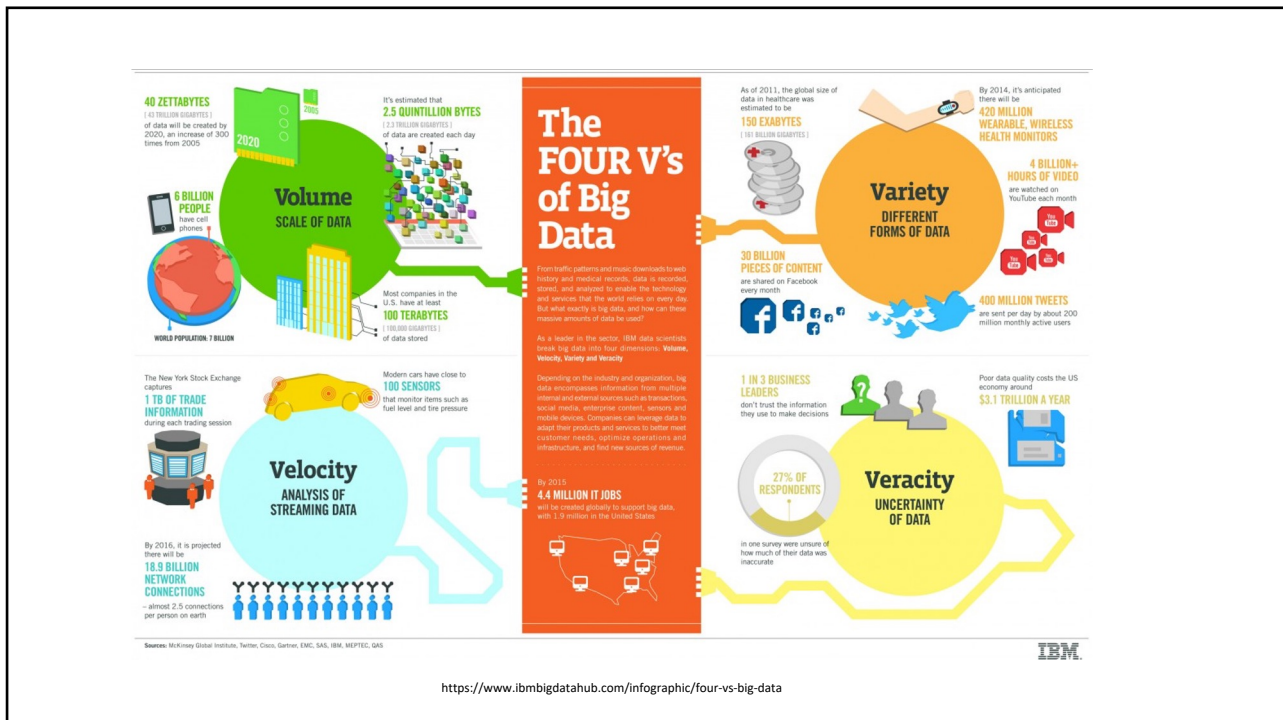 40 ZETTABYTES
[ 43 TRILLION GIGABYTES ]
of data will be created by
2020, an increase of 300
times from 2005
2005
2020
It's estimated that
2.5 QUINTILLION BYTES
[ 2.3 TRILLION GIGABYTES ]
of data are created each day
6 BILLION
PEOPLE
have cell
phones
WORLD POPULATION: 7 BILLION
Volume
SCALE OF DATA
Most companies in the
U.S. have at least
100 TERABYTES
[ 100,000 GIGABYTES ]
of data stored
The New York Stock Exchange
captures
1 TB OF TRADE
INFORMATION
during each trading session
Modern cars have close to
100 SENSORS
that monitor items such as
fuel level and tire pressure
Velocity
ANALYSIS OF
STREAMING DATA
By 2016, it is projected
there will be
18.9 BILLION
NETWORK
CONNECTIONS
– almost 2.5 connections
per person on earth
The
FOUR V's
of Big
Data
From traffic patterns and music downloads to web
history and medical records, data is recorded,
stored, and analyzed to enable the technology
and services that the world relies on every day.
But what exactly is big data, and how can these
massive amounts of data be used?
As a leader in the sector, IBM data scientists
break big data into four dimensions: Volume,
Velocity, Variety and Veracity
Depending on the industry and organization, big
data encompasses information from multiple
internal and external sources such as transactions,
social media, enterprise content, sensors and
mobile devices. Companies can leverage data to
adapt their products and services to better meet
customer needs, optimize operations and
infrastructure, and find new sources of revenue.
By 2015
4.4 MILLION IT JOBS
will be created globally to support big data,
with 1.9 million in the United States
As of 2011, the global size of
data in healthcare was
estimated to be
150 EXABYTES
[ 161 BILLION GIGABYTES ]
By 2014, it's anticipated
there will be
420 MILLION
WEARABLE, WIRELESS
HEALTH MONITORS
4 BILLION+
HOURS OF VIDEO
are watched on
YouTube each month
You
Tube
You
Tube
You
Tube
You
Tube
Variety
DIFFERENT
FORMS OF DATA
30 BILLION
PIECES OF CONTENT
are shared on Facebook
every month
400 MILLION TWEETS
are sent per day by about 200
million monthly active users
1 IN 3 BUSINESS
LEADERS
don't trust the information
they use to make decisions
?
Poor data quality costs the US
economy around
$3.1 TRILLION A YEAR
27% OF
RESPONDENTS
in one survey were unsure of
how much of their data was
inaccurate
Veracity
UNCERTAINTY
OF DATA
Sources: McKinsey Global Institute, Twitter, Cisco, Gartner, EMC, SAS, IBM, MEPTEC, QAS
IBM.
https://www.ibmbigdatahub.com/infographic/four-vs-big-data